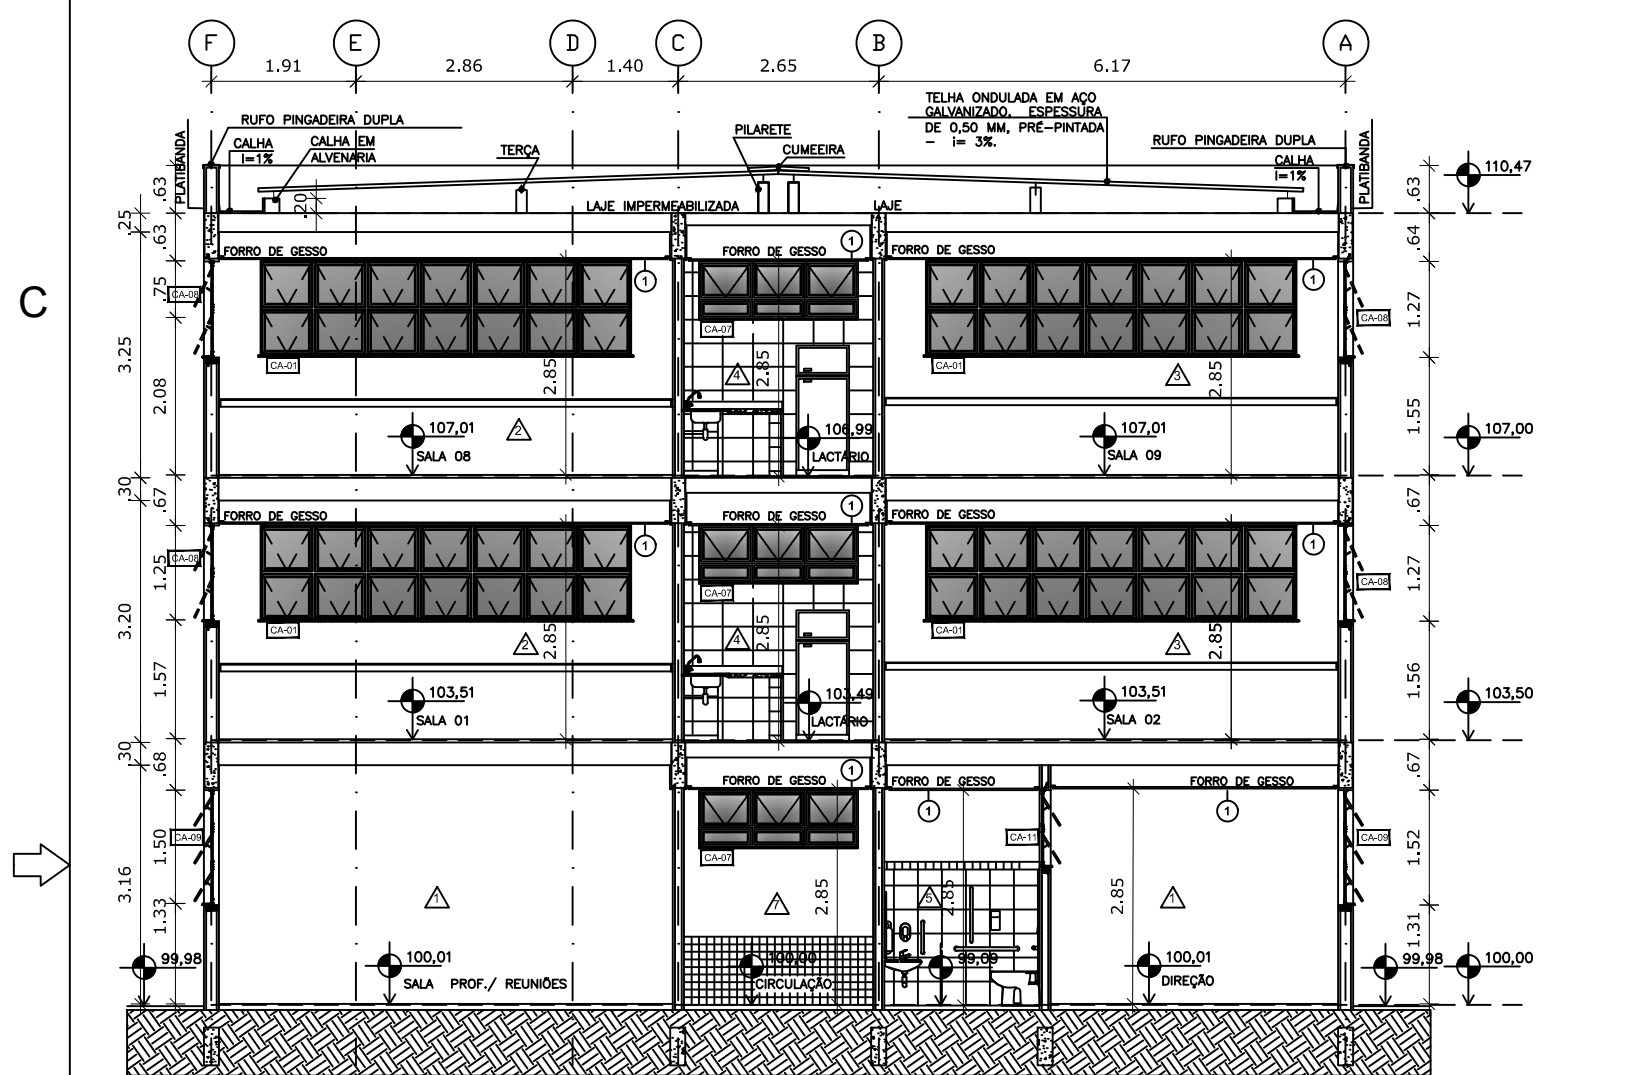 F E D C B A
1.91 2.86 1.40 2.65 6.17
TELHA ONDULADA EM AÇO
GALVANIZADO, ESPESSURA
DE 0,50 MM, PRÉ-PINTADA
- i= 3%.
RUFO PINGADEIRA DUPLA
PILARETE
RUFO PINGADEIRA DUPLA
PLATIBANDA
CALHA
i=1%
CALHA EM
ALVENARIA
TERÇA
CUMEEIRA
CALHA
i=1%
PLATIBANDA
110,47
.63
.20
.63
LAJE IMPERMEABILIZADA
LAJE
.25
.63
.64
FORRO DE GESSO
FORRO DE GESSO
1
FORRO DE GESSO
1
1
C
CA-08
.75
CA-07
CA-08
1.27
3.25
CA-01
2.85
4
2.85
CA-01
3
2.85
2.08
1.55
107,01
2
106,99
107,01
107,00
SALA 08
LACTÁRIO
SALA 09
.30
.67
.67
FORRO DE GESSO
FORRO DE GESSO
1
FORRO DE GESSO
1
1
CA-08
1.25
CA-07
CA-08
1.27
3.20
CA-01
2
2.85
4
2.85
CA-01
3
2.85
1.57
1.56
103,51
103,49
103,51
103,50
SALA 01
LACTÁRIO
SALA 02
.30
.68
.67
FORRO DE GESSO
1
FORRO DE GESSO
FORRO DE GESSO
1
1
CA-09
1.50
CA-07
CA-11
CA-09
1.52
3.16
1.33
1
7
2.85
5
2.85
2.85
1
1.31
99,98
100,01
100,00
99,09
100,01
99,98
100,00
SALA PROF./ REUNIÕES
CIRCULAÇÃO
DIREÇÃO